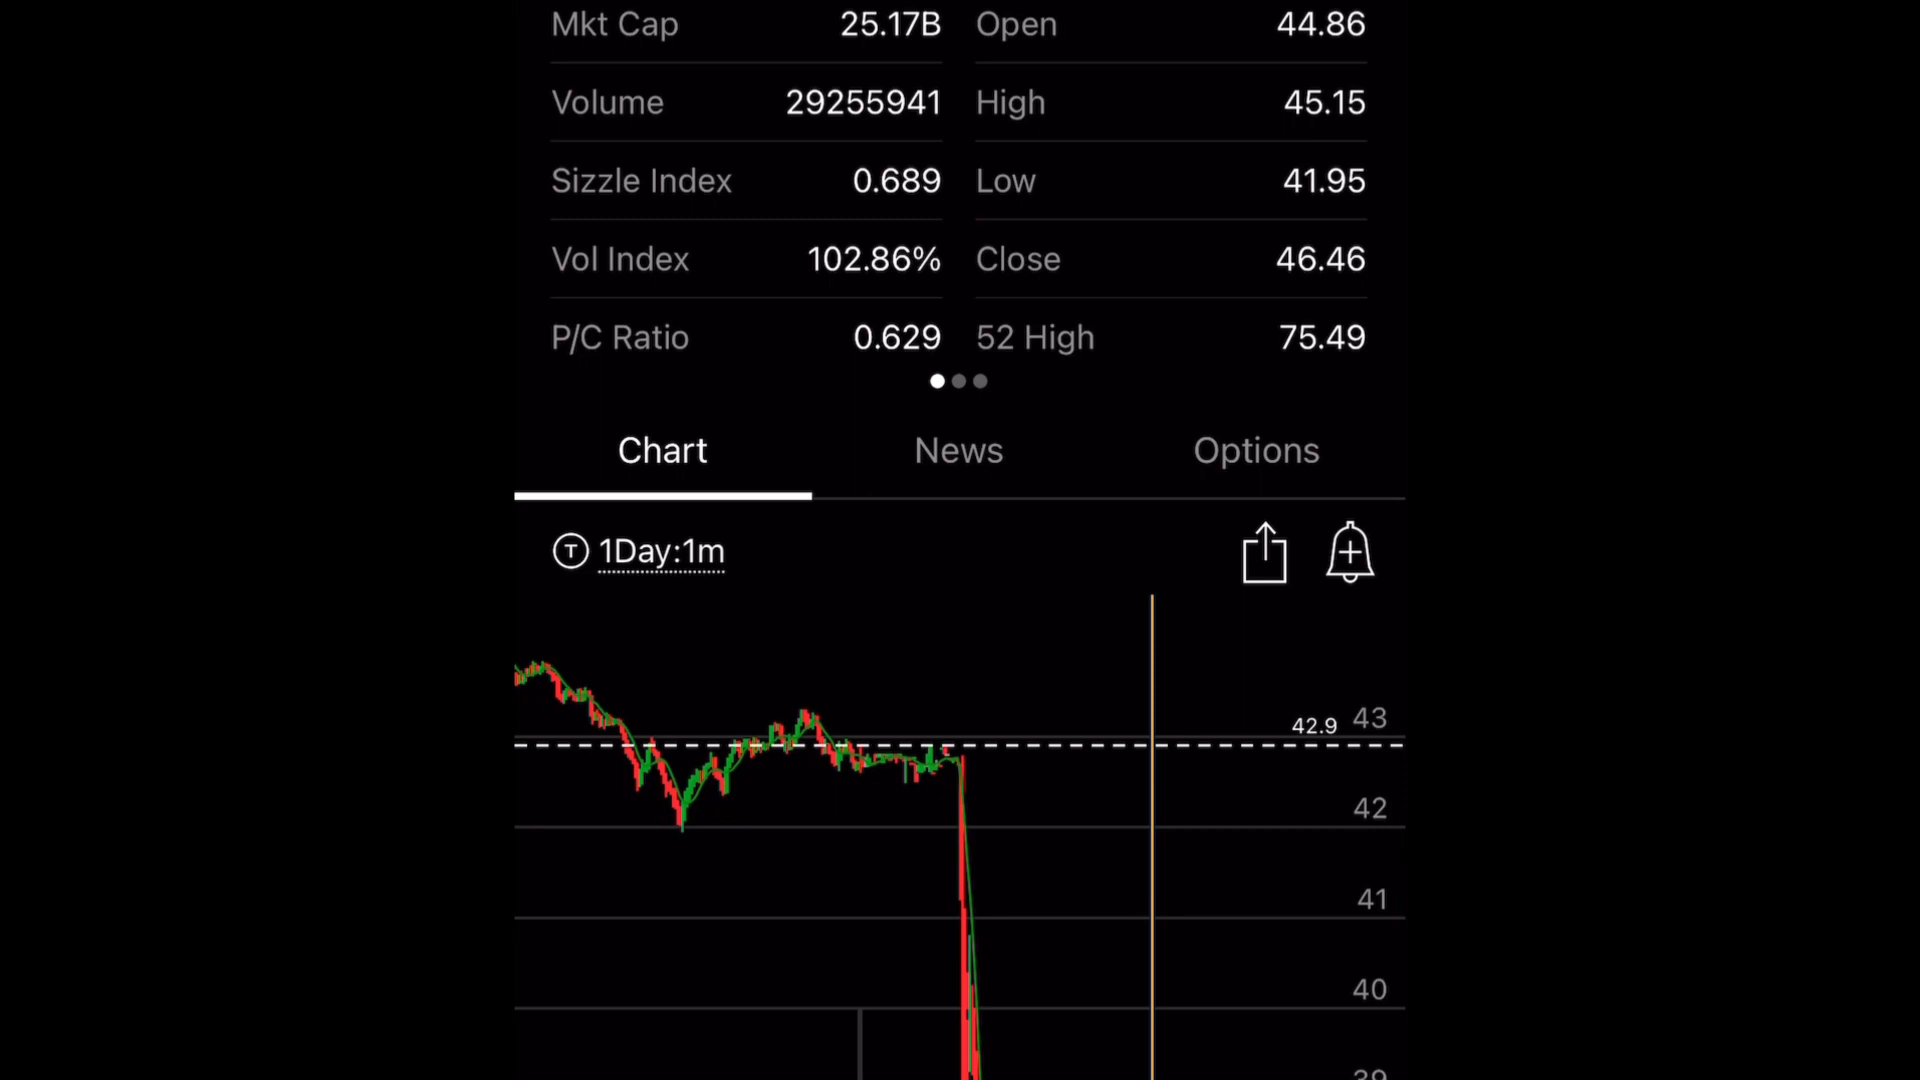 Mkt Cap 25.17B Open 44.86
Volume 29255941 High 45.15
Sizzle Index 0.689 Low 41.95
Vol Index 102.86% Close 46.46
P/C Ratio 0.629 52 High 75.49
Chart News Options
T 1Day:1m
42.9 43
42
41
40
39